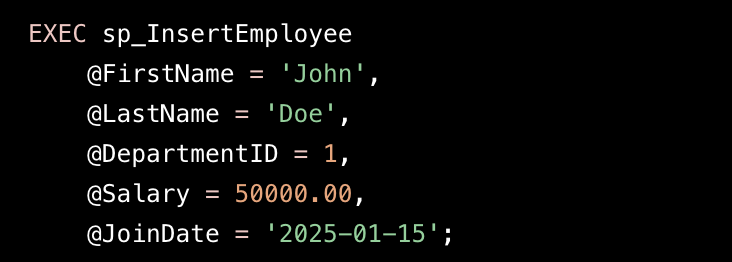 EXEC sp_InsertEmployee
    @FirstName = 'John',
    @LastName = 'Doe',
    @DepartmentID = 1,
    @Salary = 50000.00,
    @JoinDate = '2025-01-15';